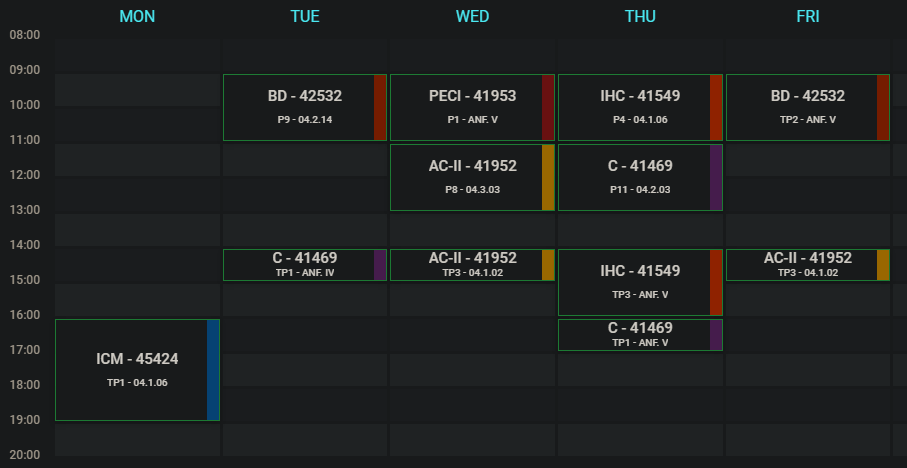 MON TUE WED THU FRI
08:00
09:00
BD - 42532 PECI - 41953 IHC - 41549 BD - 42532
10:00
P9 - 04.2.14 P1 - ANF. V P4 - 04.1.06 TP2 - ANF. V
11:00
AC-II - 41952 C - 41469
12:00
P8 - 04.3.03 P11 - 04.2.03
13:00
14:00
C - 41469 AC-II - 41952 AC-II - 41952
IHC - 41549
TP1 - ANF. IV TP3 - 04.1.02 TP3 - 04.1.02
15:00
TP3 - ANF. V
16:00
C - 41469
TP1 - ANF. V
17:00
ICM - 45424
TP1 - 04.1.06
18:00
19:00
20:00